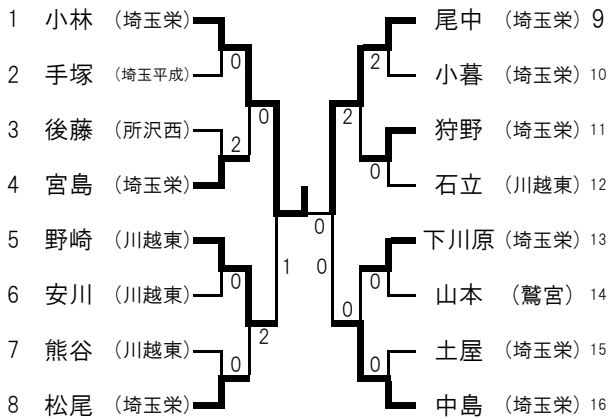 1 小林 (埼玉栄)
2 手塚 (埼玉平成)
3 後藤 (所沢西)
4 宮島 (埼玉栄)
5 野崎 (川越東)
6 安川 (川越東)
7 熊谷 (川越東)
8 松尾 (埼玉栄)
0
2
0
0
0
2
1
0
0
2
0
2
0
0
0
尾中 (埼玉栄) 9
小暮 (埼玉栄) 10
狩野 (埼玉栄) 11
石立 (川越東) 12
下川原 (埼玉栄) 13
山本 (鷲宮) 14
土屋 (埼玉栄) 15
中島 (埼玉栄) 16